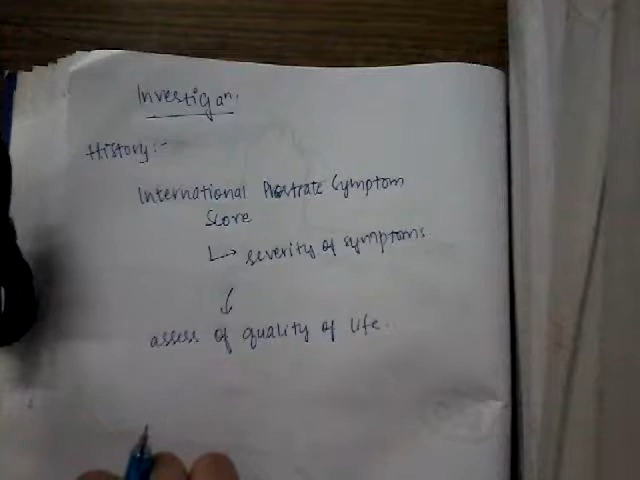 Investigan.
History:-
International Prostrate Symptom
Score
↳ severity of symptoms
↓
assess of quality of life.